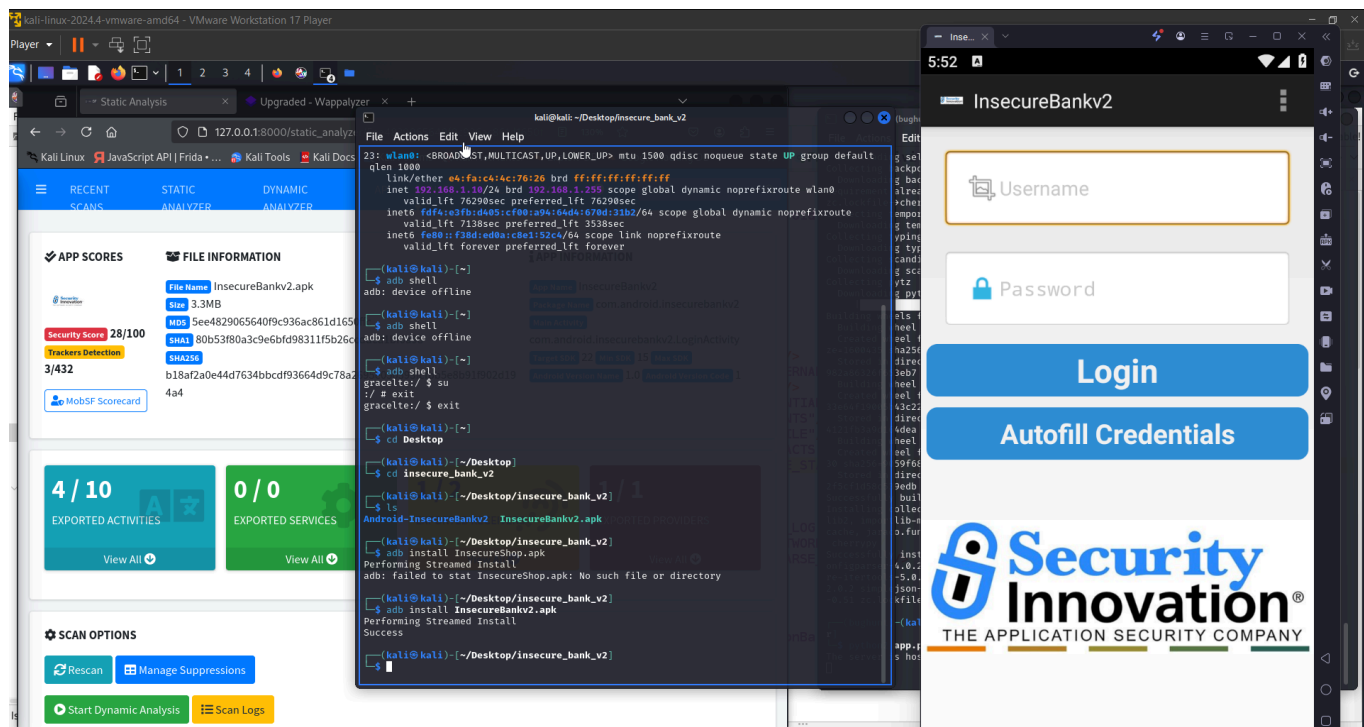 kali-linux-2024.4-vmware-amd64 - VMware Workstation 17 Player
Player
1 2 3 4
Static Analysis
Upgraded - Wappalyzer
127.0.0.1:8000/static_analyze
Kali Linux JavaScript API | Frida • … Kali Tools Kali Docs
RECENT SCANS
STATIC ANALYZER
DYNAMIC ANALYZER
APP SCORES
Security Innovation
Security Score 28/100
Trackers Detection
3/432
MobSF Scorecard
FILE INFORMATION
File Name InsecureBankv2.apk
Size 3.3MB
MD5 5ee4829065640f9c936ac861d1650
SHA1 80b53f80a3c9e6bfd98311f5b26c
SHA256
b18af2a0e44d7634bbcdf93664d9c78a2
4a4
4 / 10
EXPORTED ACTIVITIES
View All
0 / 0
EXPORTED SERVICES
View All
SCAN OPTIONS
Rescan
Manage Suppressions
Start Dynamic Analysis
Scan Logs
kali@kali: ~/Desktop/insecure_bank_v2
File Actions Edit View Help
23: wlan0: <BROADCAST,MULTICAST,UP,LOWER_UP> mtu 1500 qdisc noqueue state UP group default
qlen 1000
link/ether e4:fa:c4:4c:76:26 brd ff:ff:ff:ff:ff:ff
inet 192.168.1.10/24 brd 192.168.1.255 scope global dynamic noprefixroute wlan0
valid_lft 76290sec preferred_lft 76290sec
inet6 fdf4:e3fb:d405:cf00:a94:64d4:670d:31b2/64 scope global dynamic noprefixroute
valid_lft 7138sec preferred_lft 3538sec
inet6 fe80::f38d:ed0a:c8e1:52c4/64 scope link noprefixroute
valid_lft forever preferred_lft forever
(kali㉿kali)-[~]
$ adb shell
adb: device offline
(kali㉿kali)-[~]
$ adb shell
adb: device offline
(kali㉿kali)-[~]
$ adb shell
gracelte:/ $ su
:/ # exit
gracelte:/ $ exit
(kali㉿kali)-[~]
$ cd Desktop
(kali㉿kali)-[~/Desktop]
$ cd insecure_bank_v2
(kali㉿kali)-[~/Desktop/insecure_bank_v2]
$ ls
Android-InsecureBankv2 InsecureBankv2.apk
(kali㉿kali)-[~/Desktop/insecure_bank_v2]
$ adb install InsecureShop.apk
Performing Streamed Install
adb: failed to stat InsecureShop.apk: No such file or directory
(kali㉿kali)-[~/Desktop/insecure_bank_v2]
$ adb install InsecureBankv2.apk
Performing Streamed Install
Success
(kali㉿kali)-[~/Desktop/insecure_bank_v2]
$
Inse…
5:52
InsecureBankv2
Username
Password
Login
Autofill Credentials
Security
Innovation®
THE APPLICATION SECURITY COMPANY